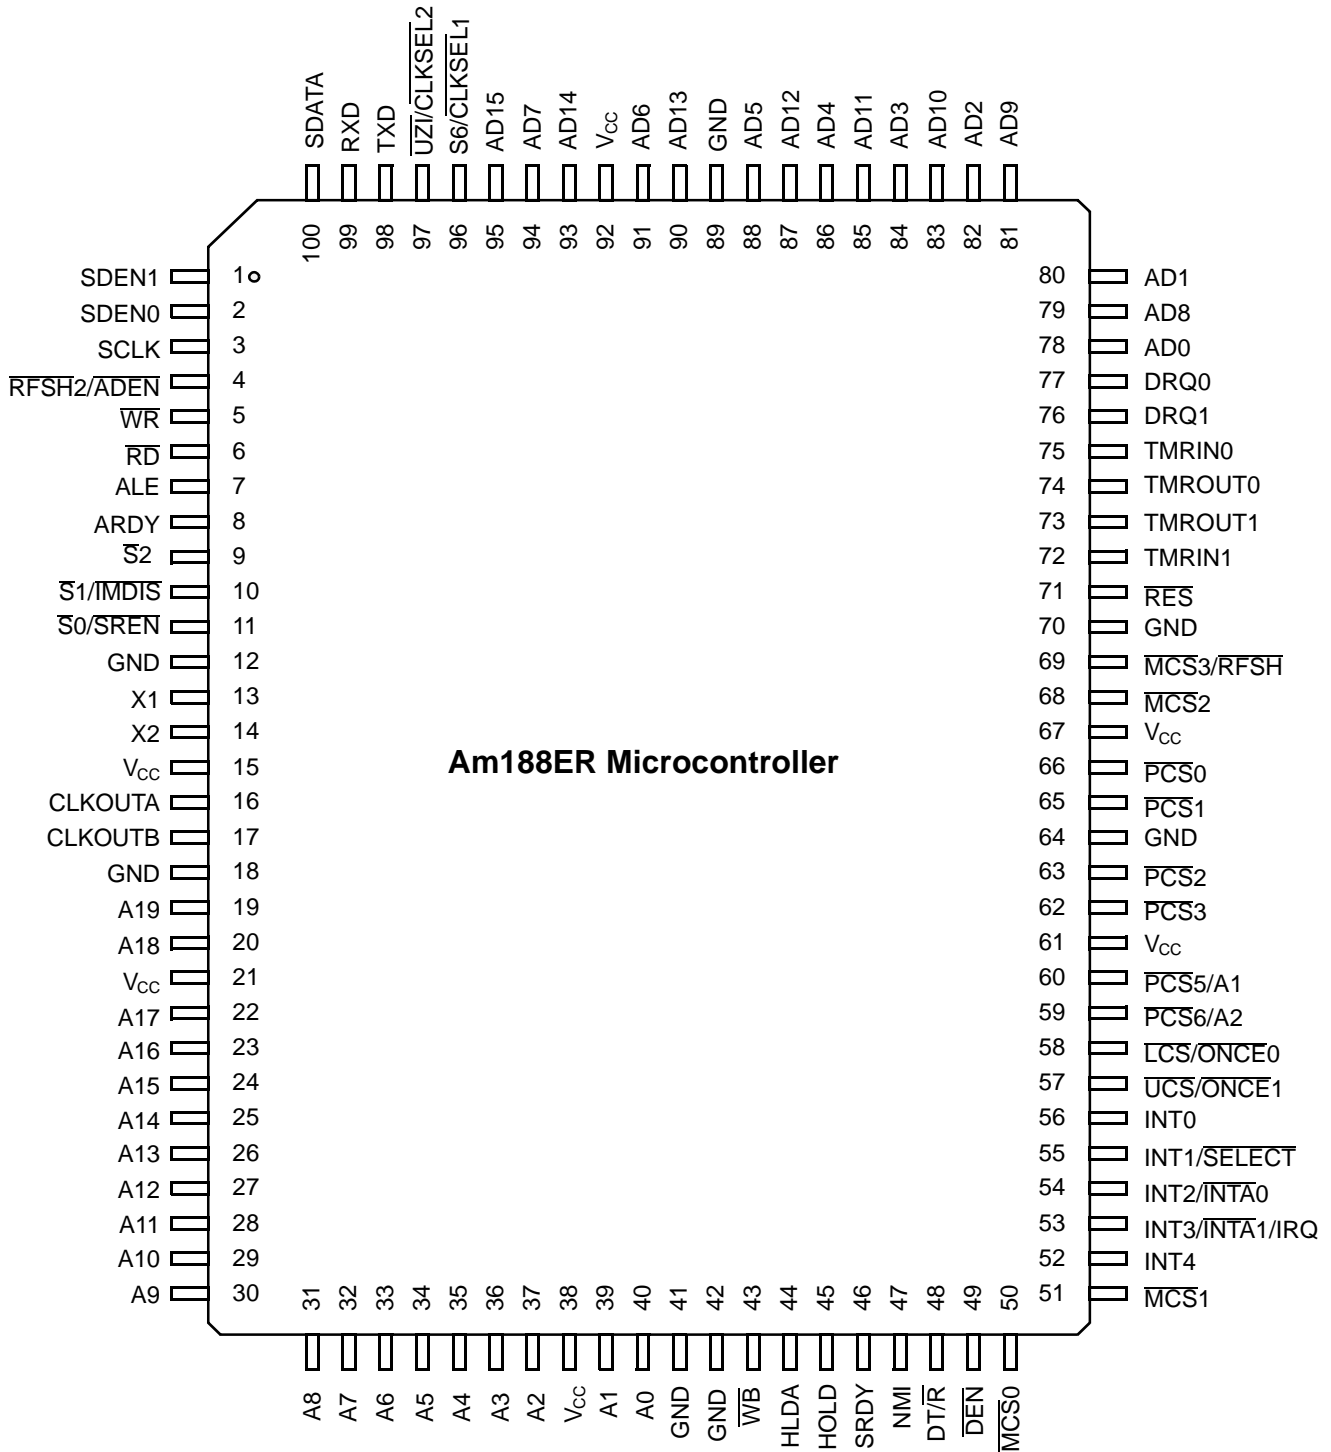 SDATA
RXD
TXD
UZI/CLKSEL2
S6/CLKSEL1
AD15
AD7
AD14
VCC
AD6
AD13
GND
AD5
AD12
AD4
AD11
AD3
AD10
AD2
AD9
100
99
98
97
96
95
94
93
92
91
90
89
88
87
86
85
84
83
82
81
SDEN1 1 80 AD1
SDEN0 2 79 AD8
SCLK 3 78 AD0
RFSH2/ADEN 4 77 DRQ0
WR 5 76 DRQ1
RD 6 75 TMRIN0
ALE 7 74 TMROUT0
ARDY 8 73 TMROUT1
S2 9 72 TMRIN1
S1/IMDIS 10 71 RES
S0/SREN 11 70 GND
GND 12 69 MCS3/RFSH
X1 13 68 MCS2
X2 14 67 VCC
Am188ER Microcontroller
VCC 15 66 PCS0
CLKOUTA 16 65 PCS1
CLKOUTB 17 64 GND
GND 18 63 PCS2
A19 19 62 PCS3
A18 20 61 VCC
VCC 21 60 PCS5/A1
A17 22 59 PCS6/A2
A16 23 58 LCS/ONCE0
A15 24 57 UCS/ONCE1
A14 25 56 INT0
A13 26 55 INT1/SELECT
A12 27 54 INT2/INTA0
A11 28 53 INT3/INTA1/IRQ
A10 29 52 INT4
A9 30 51 MCS1
31
32
33
34
35
36
37
38
39
40
41
42
43
44
45
46
47
48
49
50
A8
A7
A6
A5
A4
A3
A2
VCC
A1
A0
GND
GND
WB
HLDA
HOLD
SRDY
NMI
DT/R
DEN
MCS0